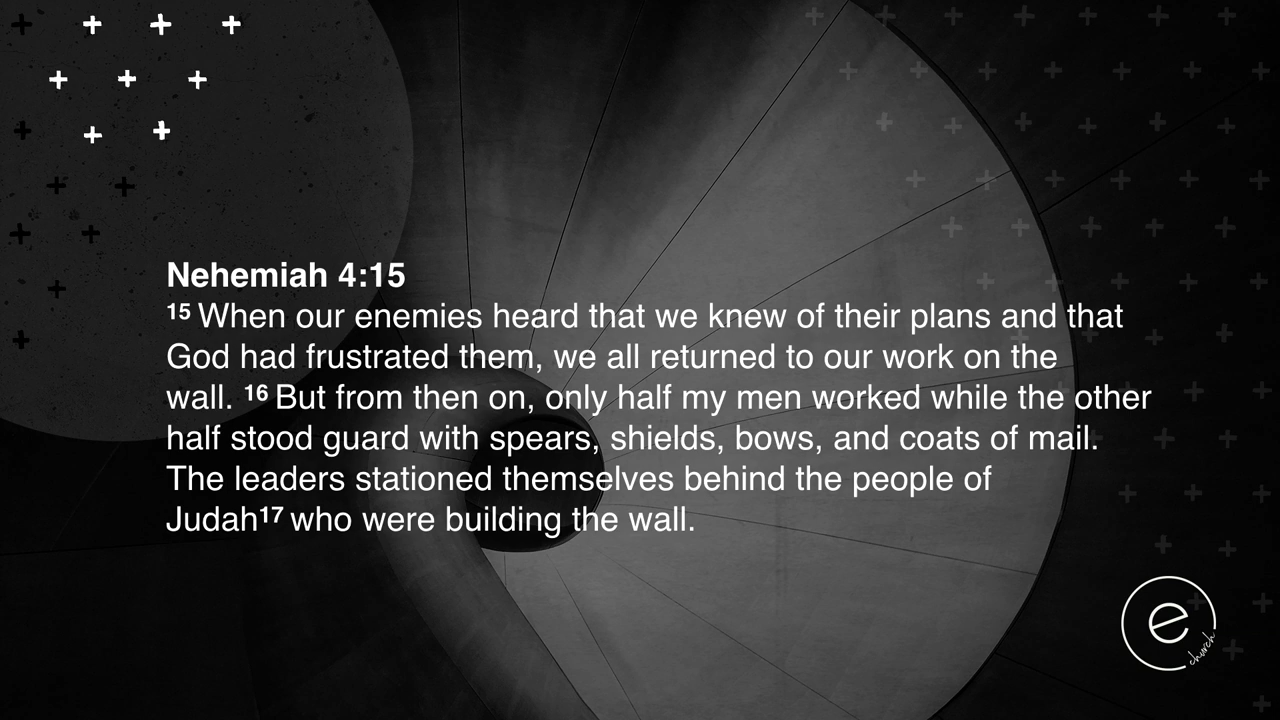 Nehemiah 4:15
15 When our enemies heard that we knew of their plans and that
God had frustrated them, we all returned to our work on the
wall. 16 But from then on, only half my men worked while the other
half stood guard with spears, shields, bows, and coats of mail.
The leaders stationed themselves behind the people of
Judah17 who were building the wall.
e
church